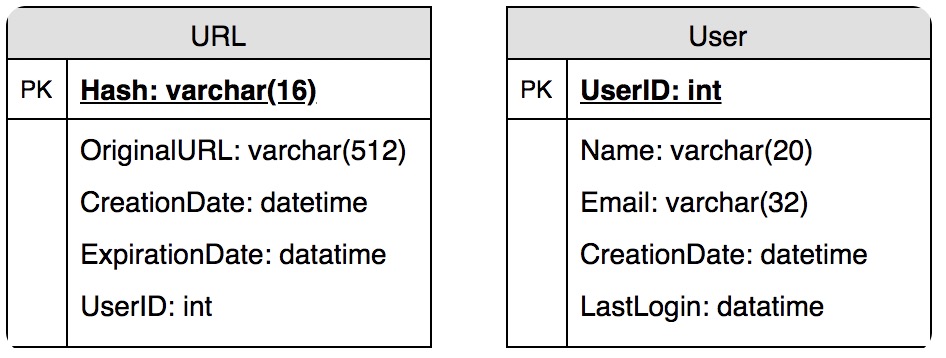 URL
PK
Hash: varchar(16)
OriginalURL: varchar(512)
CreationDate: datetime
ExpirationDate: datatime
UserID: int
User
PK
UserID: int
Name: varchar(20)
Email: varchar(32)
CreationDate: datetime
LastLogin: datatime